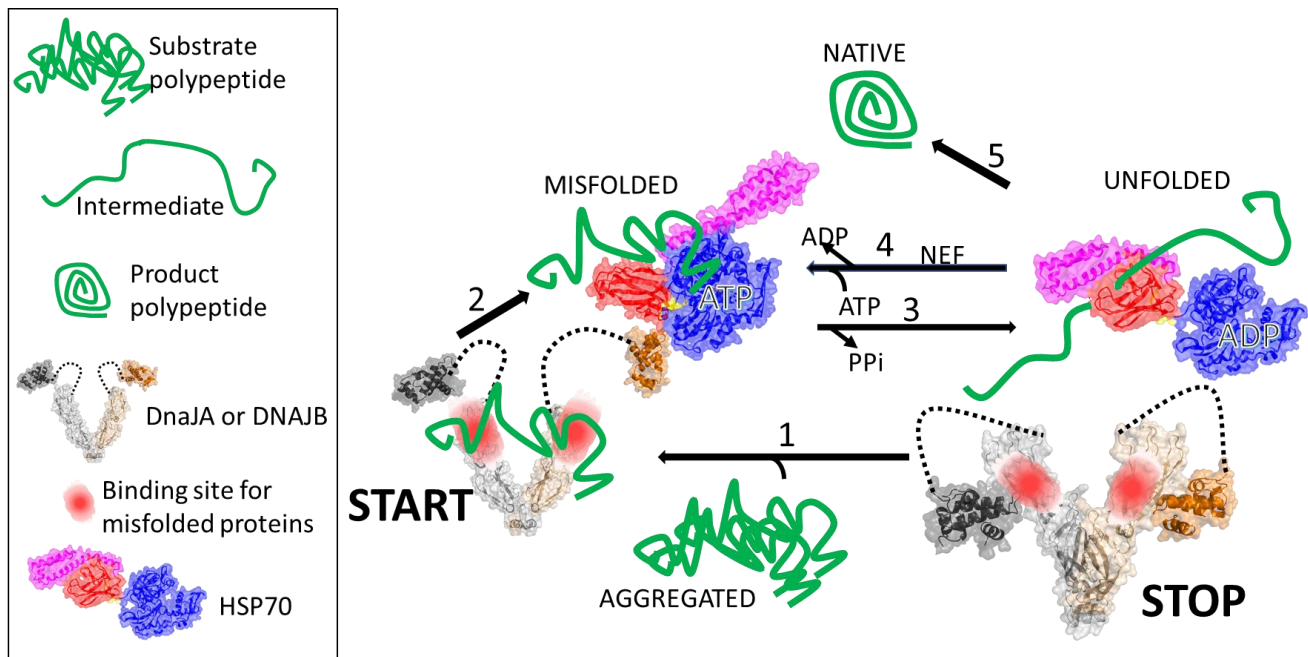 Substrate
polypeptide
Intermediate
Product
polypeptide
DnaJA or DNAJB
Binding site for
misfolded proteins
HSP70
NATIVE
5
MISFOLDED
UNFOLDED
ADP
4
NEF
2
ATP
ATP
3
ADP
PPi
1
START
AGGREGATED
STOP